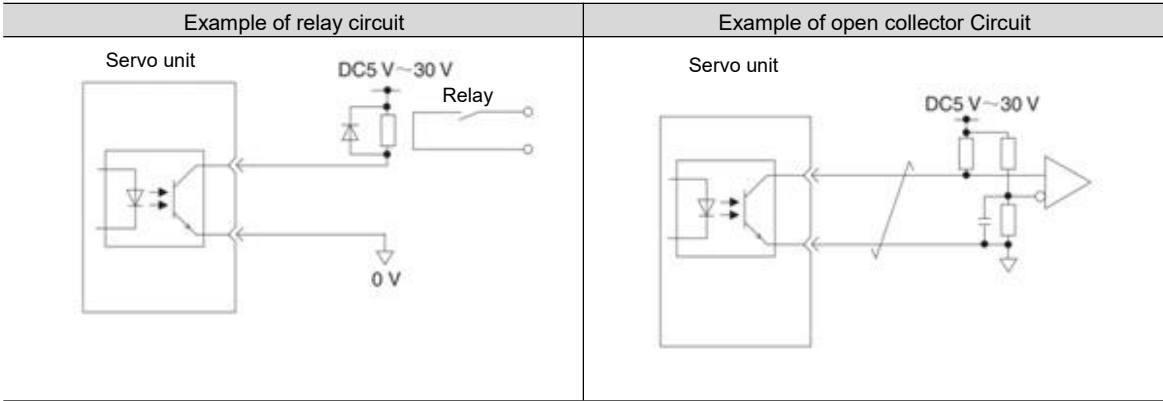 Example of relay circuit
Example of open collector Circuit
Servo unit
DC5 V～30 V
Relay
0 V
Servo unit
DC5 V～30 V